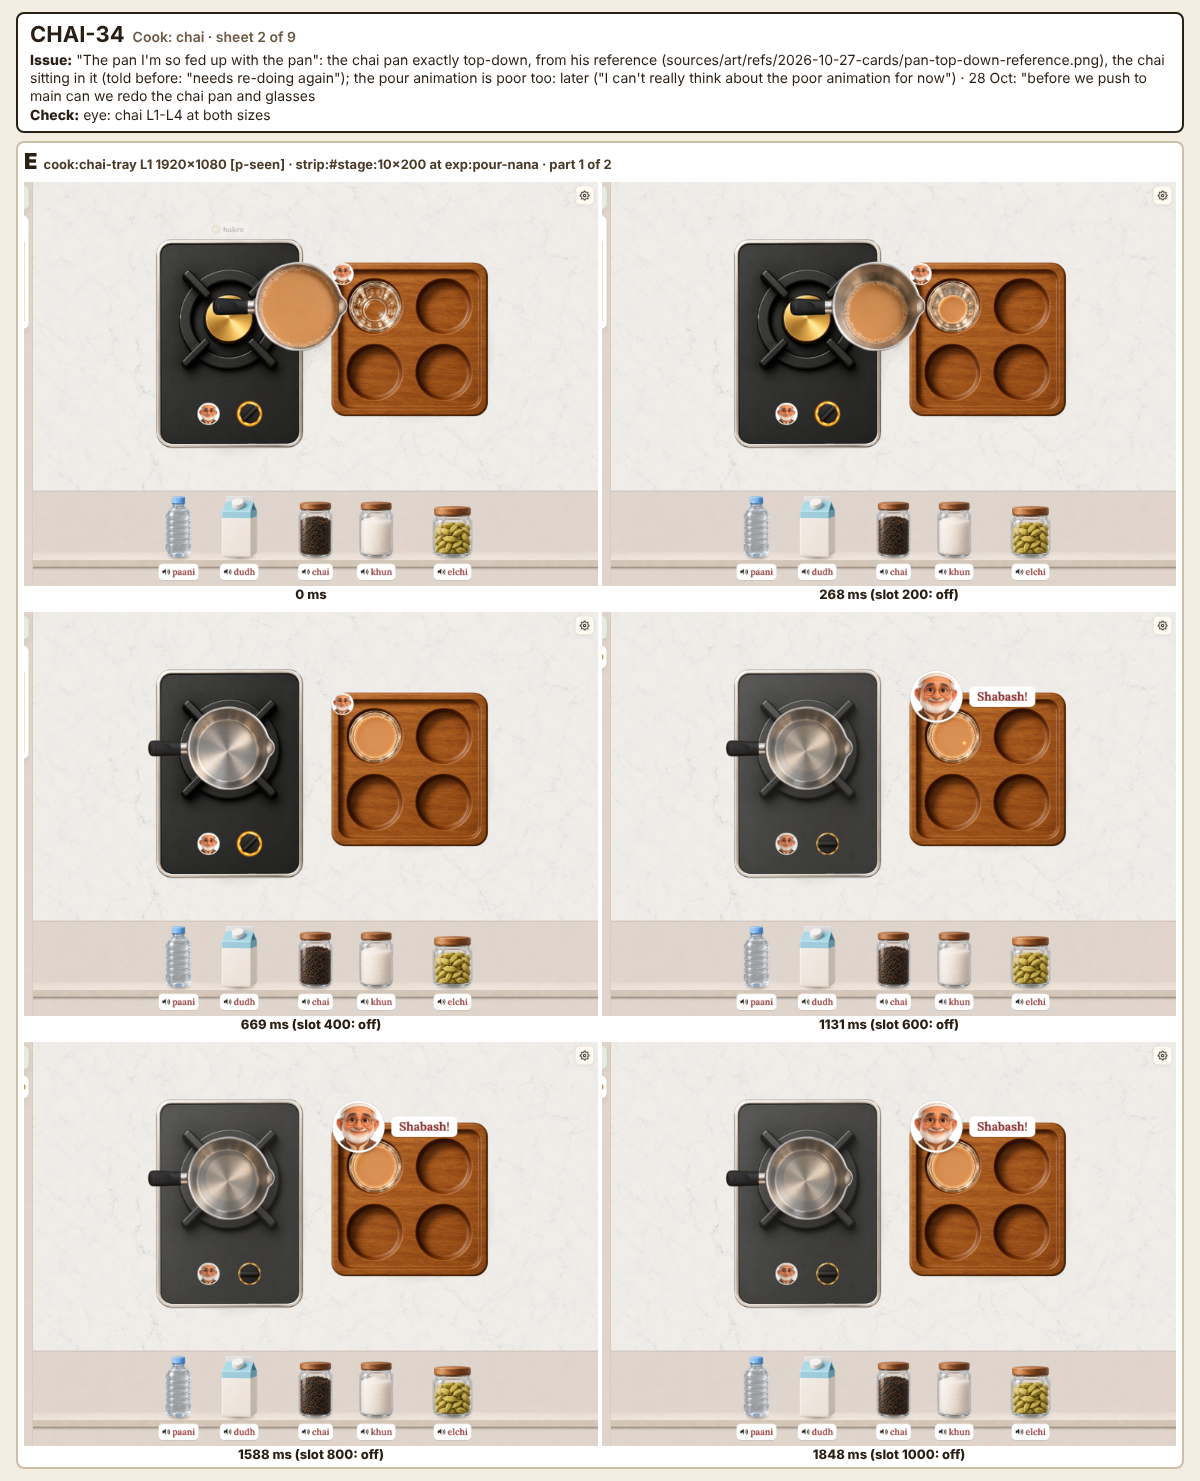 CHAI-34 Cook: chai · sheet 2 of 9
Issue: "The pan I'm so fed up with the pan": the chai pan exactly top-down, from his reference (sources/art/refs/2026-10-27-cards/pan-top-down-reference.png), the chai
sitting in it (told before: "needs re-doing again"); the pour animation is poor too: later ("I can't really think about the poor animation for now") · 28 Oct: "before we push to
main can we redo the chai pan and glasses
Check: eye: chai L1-L4 at both sizes
E cook:chai-tray L1 1920×1080 [p-seen] · strip:#stage:10×200 at exp:pour-nana · part 1 of 2
paani dudh chai khun elchi
paani dudh chai khun elchi
0 ms
268 ms (slot 200: off)
Shabash!
paani dudh chai khun elchi
paani dudh chai khun elchi
669 ms (slot 400: off)
1131 ms (slot 600: off)
Shabash!
Shabash!
paani dudh chai khun elchi
paani dudh chai khun elchi
1588 ms (slot 800: off)
1848 ms (slot 1000: off)